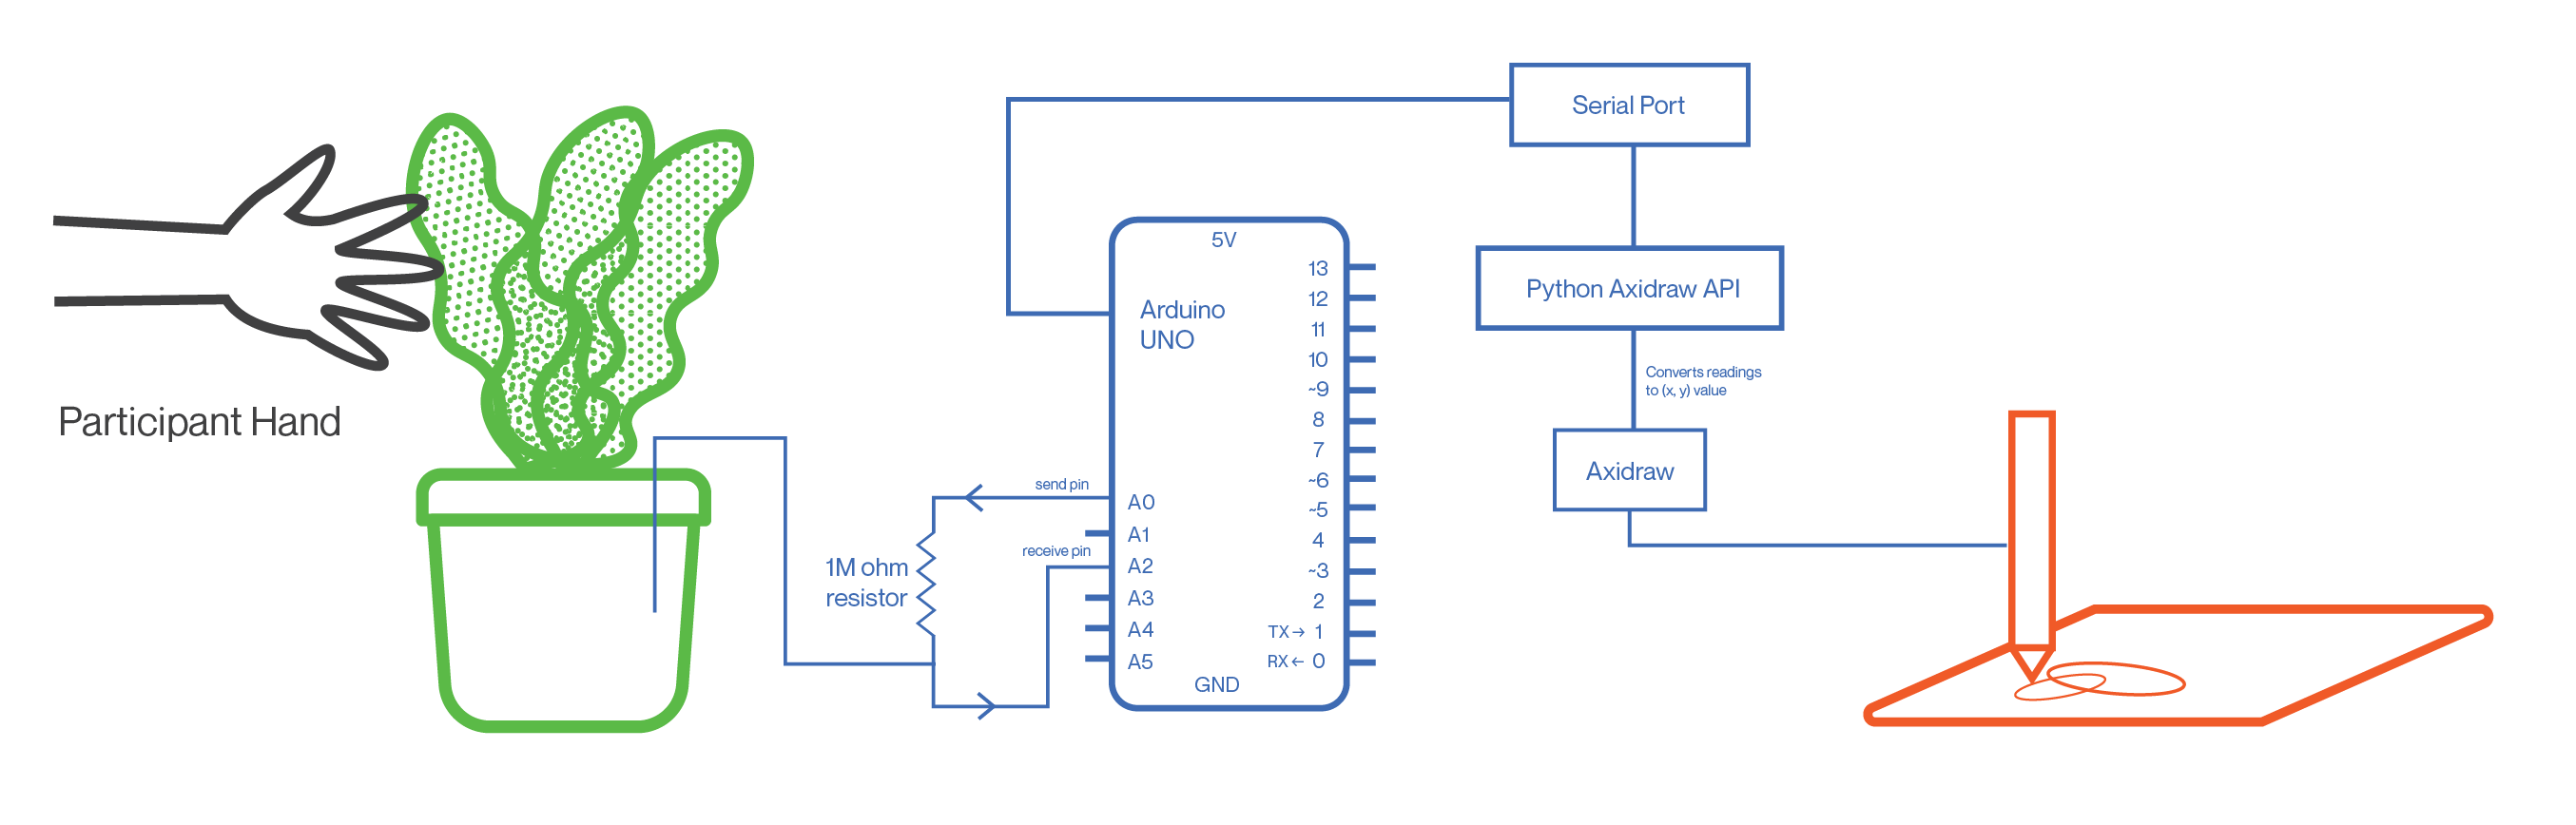 Participant Hand
1M ohm
resistor
send pin
receive pin
5V
Arduino
UNO
A0
A1
A2
A3
A4
A5
13
12
11
10
~9
8
7
~6
~5
4
~3
2
TX→ 1
RX← 0
GND
Serial Port
Python Axidraw API
Converts readings
to (x, y) value
Axidraw